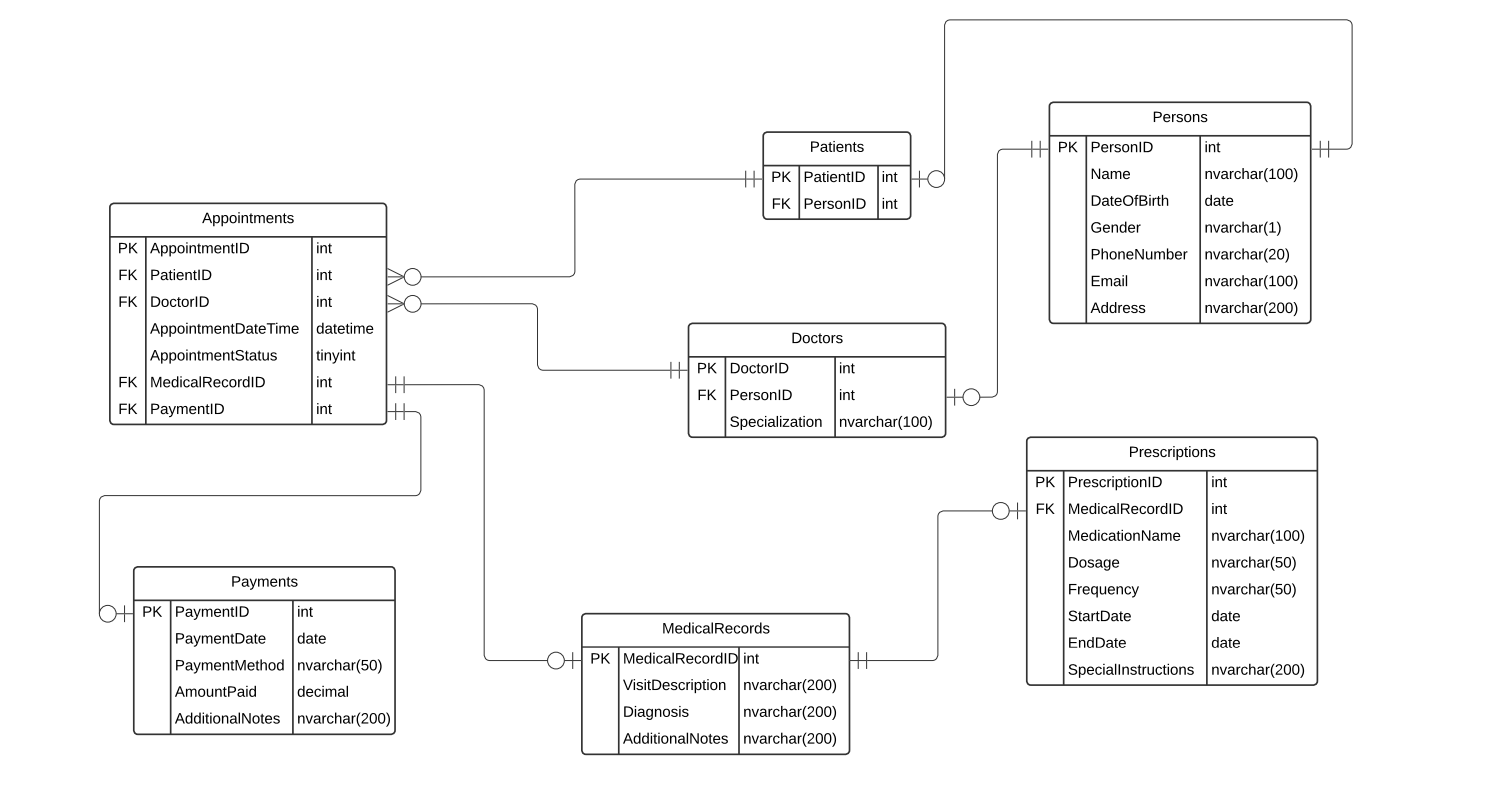 Persons
PK PersonID int
Name nvarchar(100)
DateOfBirth date
Gender nvarchar(1)
PhoneNumber nvarchar(20)
Email nvarchar(100)
Address nvarchar(200)
Patients
PK PatientID int
FK PersonID int
Appointments
PK AppointmentID int
FK PatientID int
FK DoctorID int
AppointmentDateTime datetime
AppointmentStatus tinyint
FK MedicalRecordID int
FK PaymentID int
Doctors
PK DoctorID int
FK PersonID int
Specialization nvarchar(100)
Prescriptions
PK PrescriptionID int
FK MedicalRecordID int
MedicationName nvarchar(100)
Dosage nvarchar(50)
Frequency nvarchar(50)
StartDate date
EndDate date
SpecialInstructions nvarchar(200)
Payments
PK PaymentID int
PaymentDate date
PaymentMethod nvarchar(50)
AmountPaid decimal
AdditionalNotes nvarchar(200)
MedicalRecords
PK MedicalRecordID int
VisitDescription nvarchar(200)
Diagnosis nvarchar(200)
AdditionalNotes nvarchar(200)